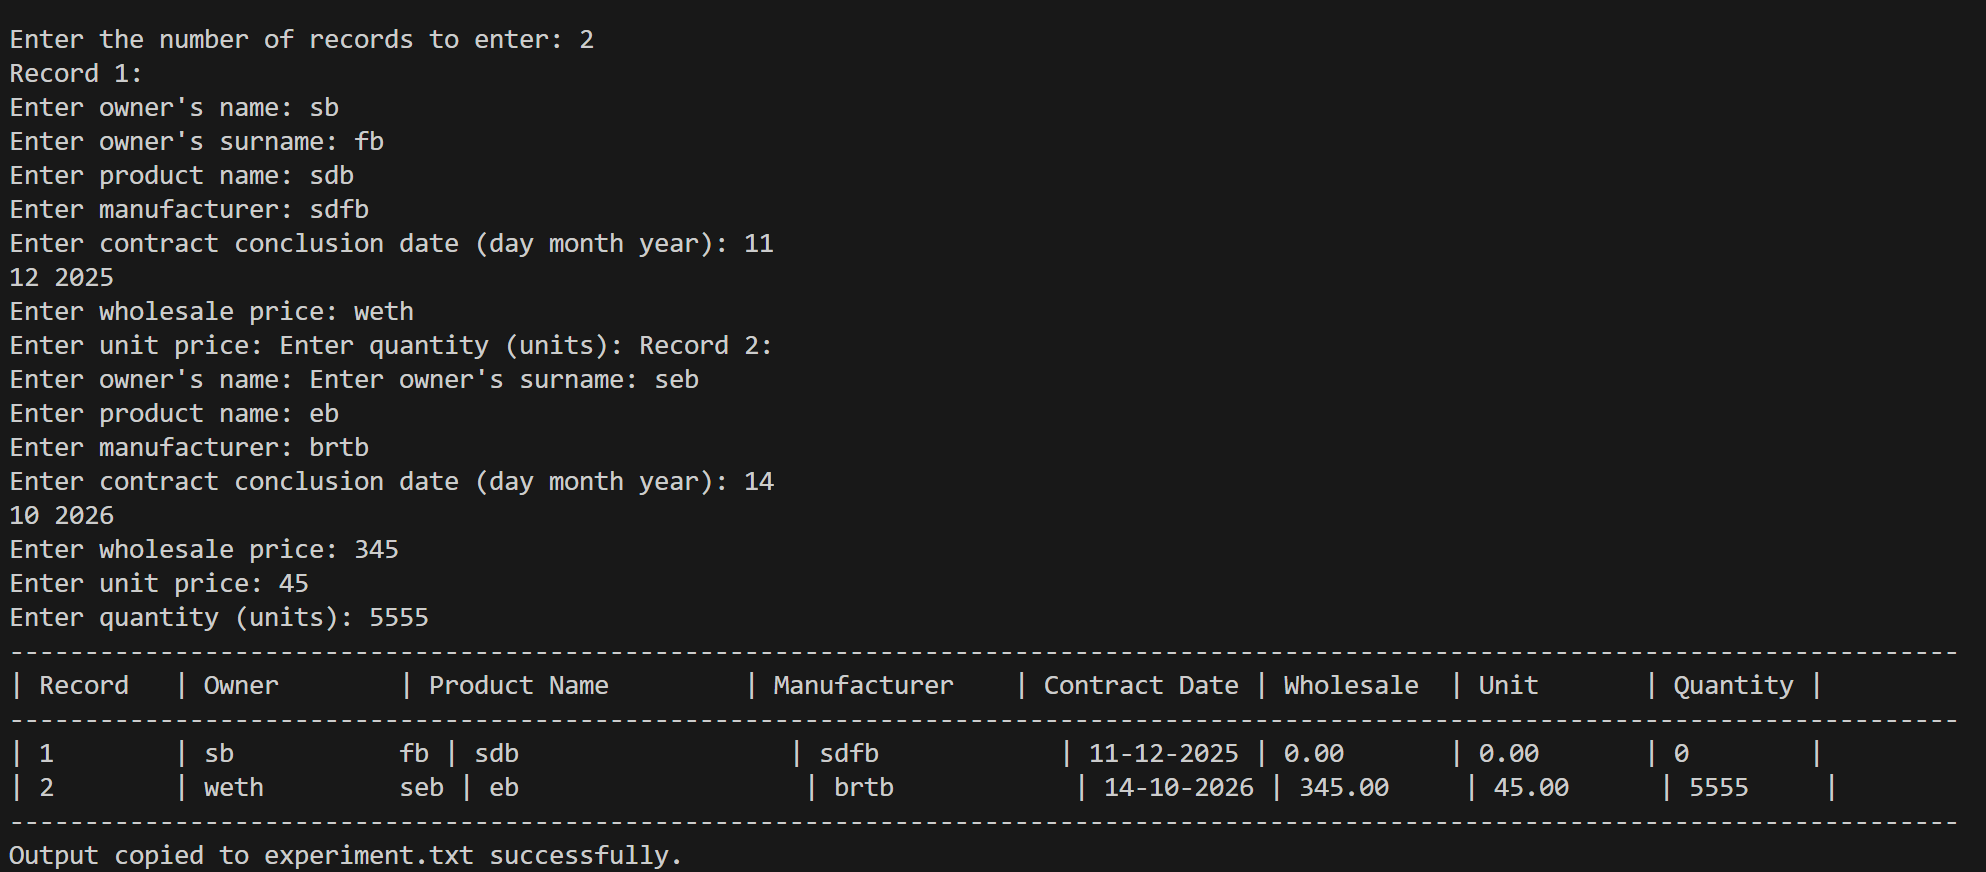 Enter the number of records to enter: 2
Record 1:
Enter owner's name: sb
Enter owner's surname: fb
Enter product name: sdb
Enter manufacturer: sdfb
Enter contract conclusion date (day month year): 11
12 2025
Enter wholesale price: weth
Enter unit price: Enter quantity (units): Record 2:
Enter owner's name: Enter owner's surname: seb
Enter product name: eb
Enter manufacturer: brtb
Enter contract conclusion date (day month year): 14
10 2026
Enter wholesale price: 345
Enter unit price: 45
Enter quantity (units): 5555
----------------------------------------------------------------------------------------------------------------------------------
| Record   | Owner        | Product Name         | Manufacturer    | Contract Date | Wholesale  | Unit       | Quantity |
----------------------------------------------------------------------------------------------------------------------------------
| 1        | sb           fb | sdb                  | sdfb            | 11-12-2025 | 0.00       | 0.00       | 0        |
| 2        | weth         seb | eb                   | brtb            | 14-10-2026 | 345.00     | 45.00      | 5555     |
----------------------------------------------------------------------------------------------------------------------------------
Output copied to experiment.txt successfully.